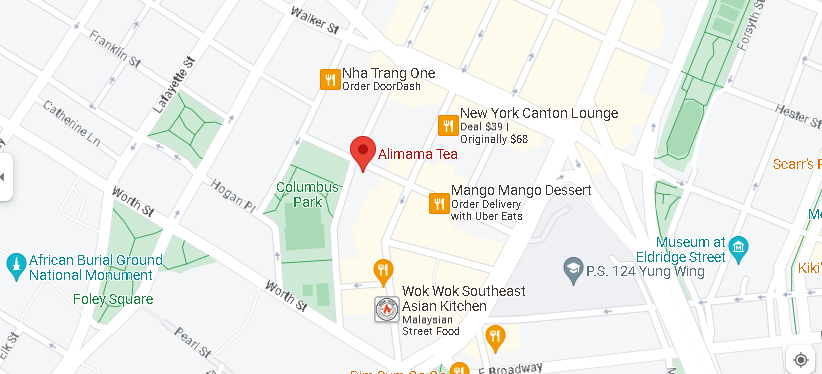 Walker St
Forsyth St
Franklin St
Lafayette St
Nha Trang One
Order DoorDash
Catherine Ln
New York Canton Lounge
Deal $39 |
Originally $68
Hester St
Alimama Tea
Scarr's P
Columbus
Park
Hogan Pl
Worth St
Mango Mango Dessert
Order Delivery
with Uber Eats
African Burial Ground
National Monument
Museum at
Eldridge Street
P.S. 124 Yung Wing
Kiki'
Foley Square
Worth St
Wok Wok Southeast
Asian Kitchen
Malaysian
Street Food
Pearl St
Elk St
E Broadway